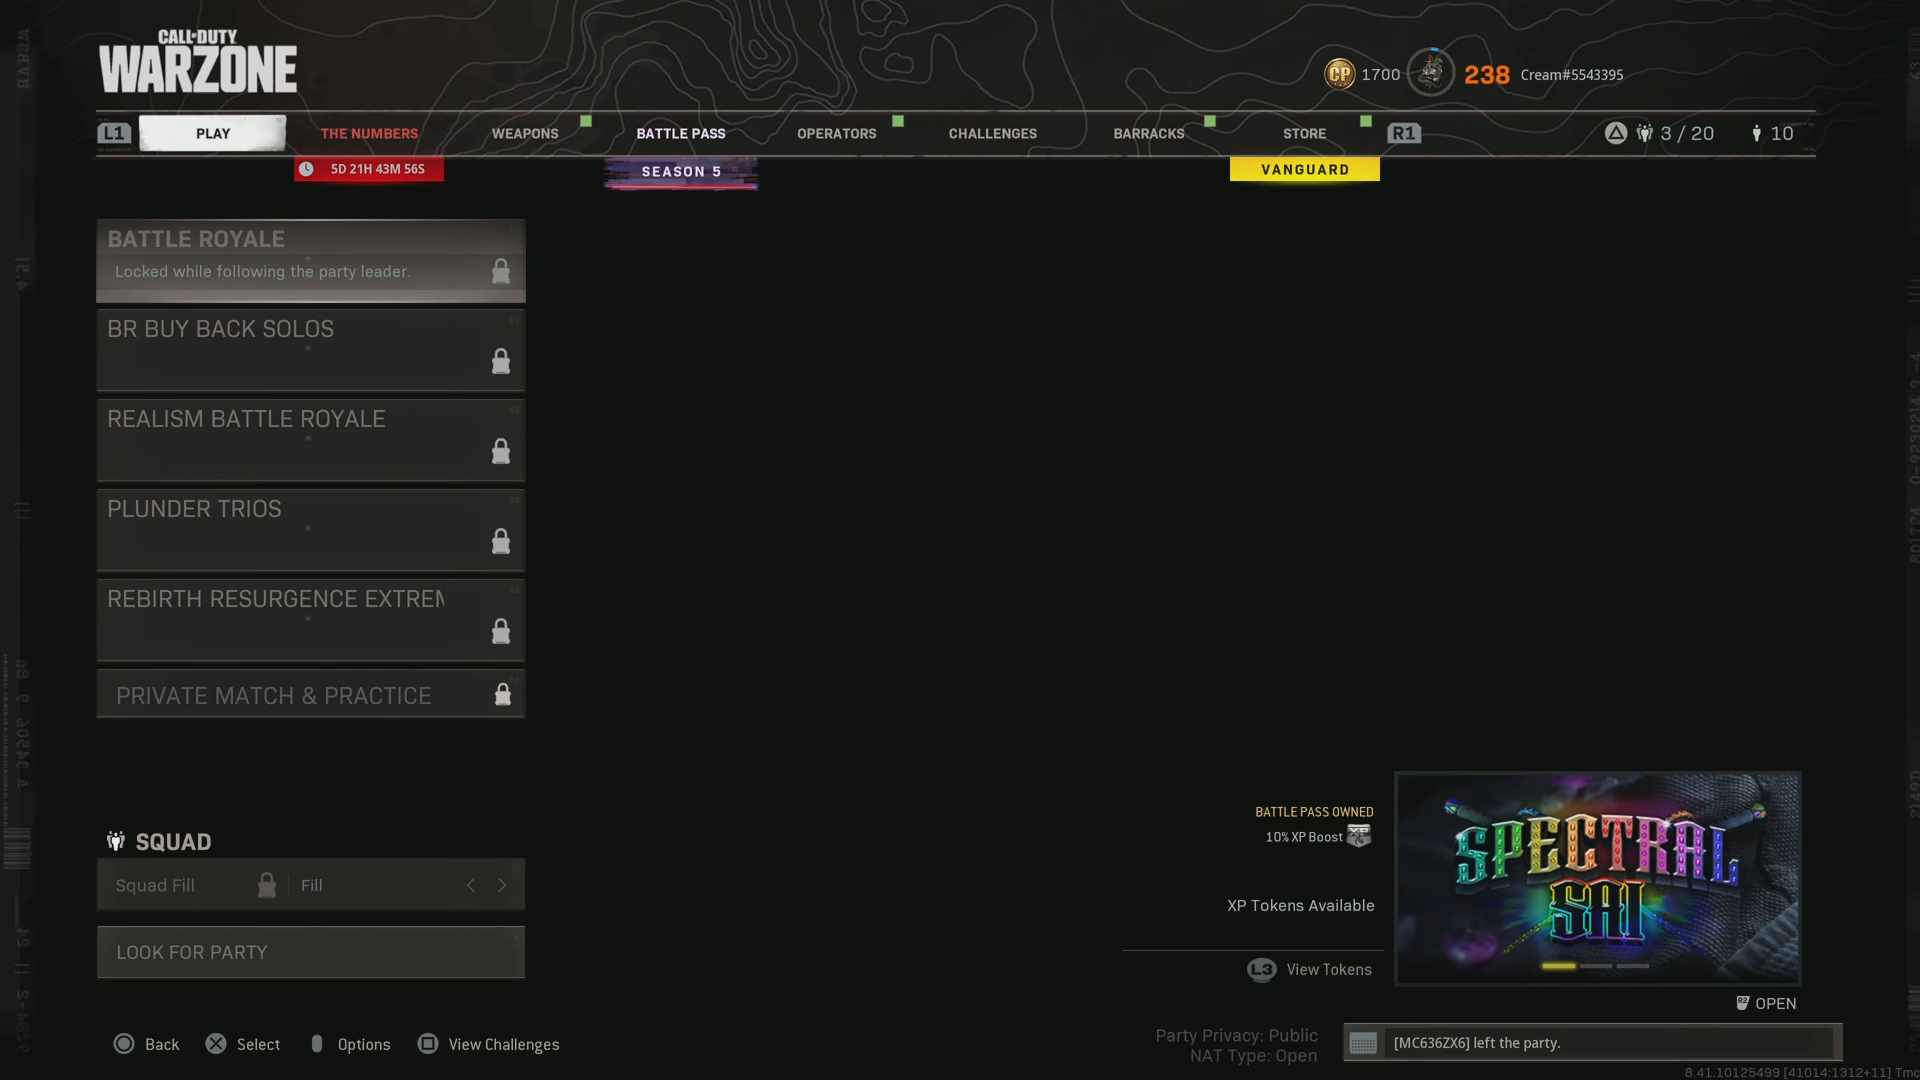 CALL·DUTY
WARZONE
CP 1700 238 Cream#5543395
L1 PLAY THE NUMBERS WEAPONS BATTLE PASS OPERATORS CHALLENGES BARRACKS STORE R1 3 / 20 10
5D 21H 43M 56S SEASON 5 VANGUARD
BATTLE ROYALE
Locked while following the party leader.
BR BUY BACK SOLOS
REALISM BATTLE ROYALE
PLUNDER TRIOS
REBIRTH RESURGENCE EXTREM
PRIVATE MATCH & PRACTICE
SQUAD
Squad Fill Fill
LOOK FOR PARTY
BATTLE PASS OWNED
10% XP Boost
XP Tokens Available
L3 View Tokens
SPECTRAL
SAI
R2 OPEN
Back Select Options View Challenges
Party Privacy: Public
NAT Type: Open
[MC636ZX6] left the party.
8.41.10125499 [41014:1312+11] Tmc